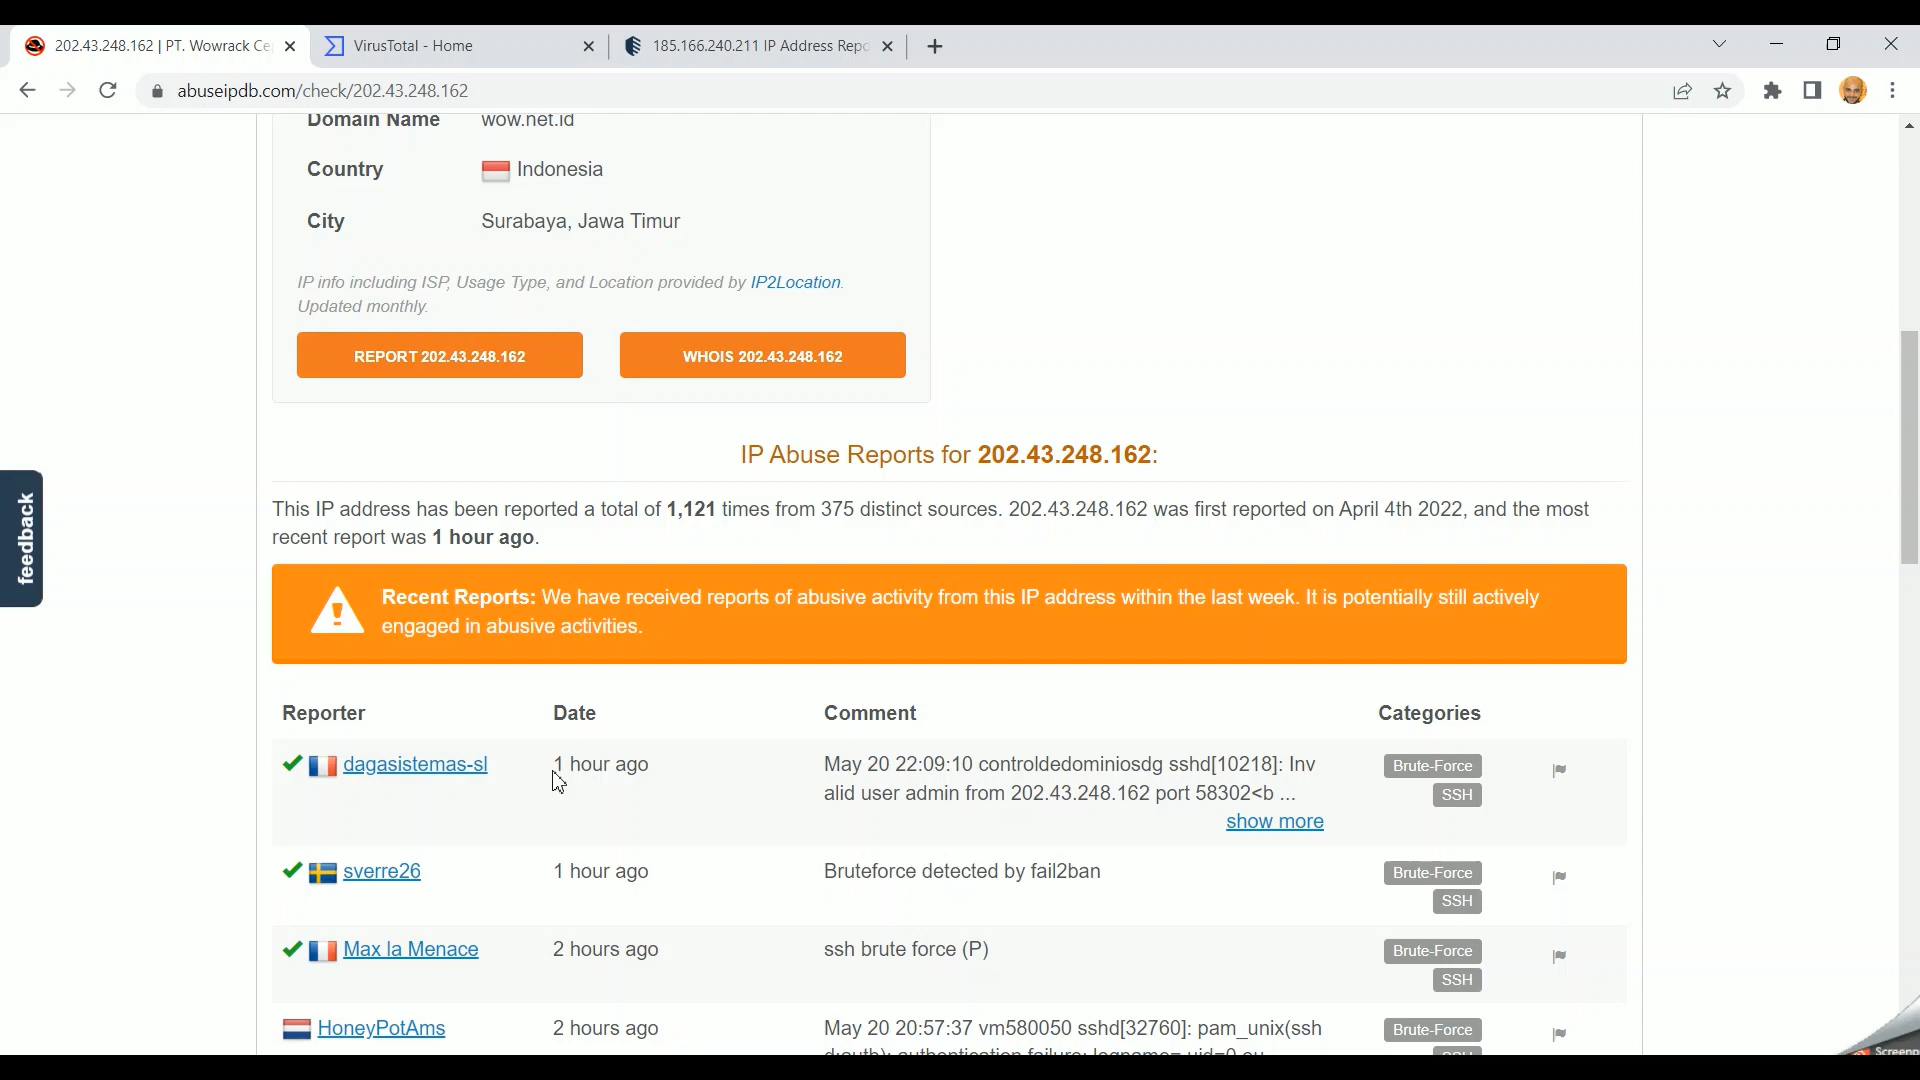 202.43.248.162 | PT. Wowrack Ce
VirusTotal - Home
185.166.240.211 IP Address Repo
abuseipdb.com/check/202.43.248.162
Domain Name wow.net.id
Country Indonesia
City Surabaya, Jawa Timur
IP info including ISP, Usage Type, and Location provided by IP2Location.
Updated monthly.
REPORT 202.43.248.162 WHOIS 202.43.248.162
IP Abuse Reports for 202.43.248.162:
This IP address has been reported a total of 1,121 times from 375 distinct sources. 202.43.248.162 was first reported on April 4th 2022, and the most
recent report was 1 hour ago.
feedback
Recent Reports: We have received reports of abusive activity from this IP address within the last week. It is potentially still actively
engaged in abusive activities.
Reporter Date Comment Categories
dagasistemas-sl 1 hour ago May 20 22:09:10 controldedominiosdg sshd[10218]: Inv Brute-Force
alid user admin from 202.43.248.162 port 58302<b ... SSH
show more
sverre26 1 hour ago Bruteforce detected by fail2ban Brute-Force
SSH
Max la Menace 2 hours ago ssh brute force (P) Brute-Force
SSH
HoneyPotAms 2 hours ago May 20 20:57:37 vm580050 sshd[32760]: pam_unix(ssh Brute-Force
d:auth): authentication failure; logname= uid=0 eu
SSH